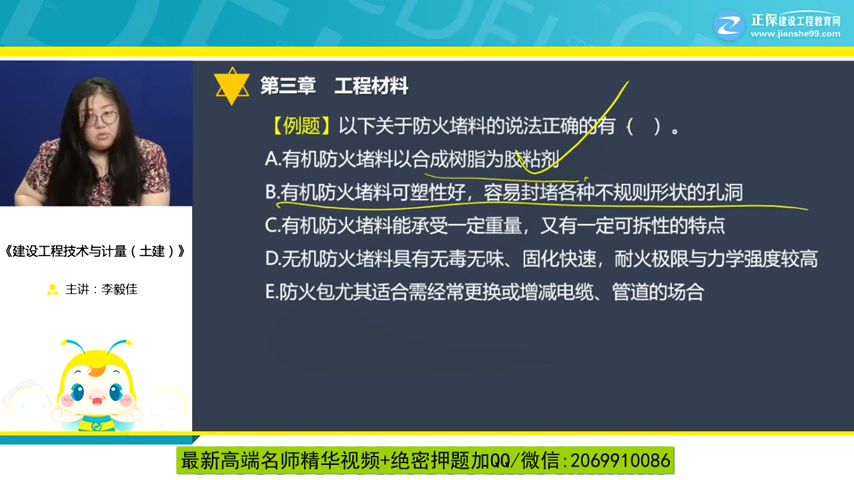 正保建设工程教育网
www.jianshe99.com
第三章 工程材料
【例题】以下关于防火堵料的说法正确的有（ ）。
A.有机防火堵料以合成树脂为胶粘剂
B.有机防火堵料可塑性好，容易封堵各种不规则形状的孔洞
C.有机防火堵料能承受一定重量，又有一定可拆性的特点
D.无机防火堵料具有无毒无味、固化快速，耐火极限与力学强度较高
E.防火包尤其适合需经常更换或增减电缆、管道的场合
《建设工程技术与计量（土建）》
主讲：李毅佳
最新高端名师精华视频+绝密押题加QQ/微信:2069910086